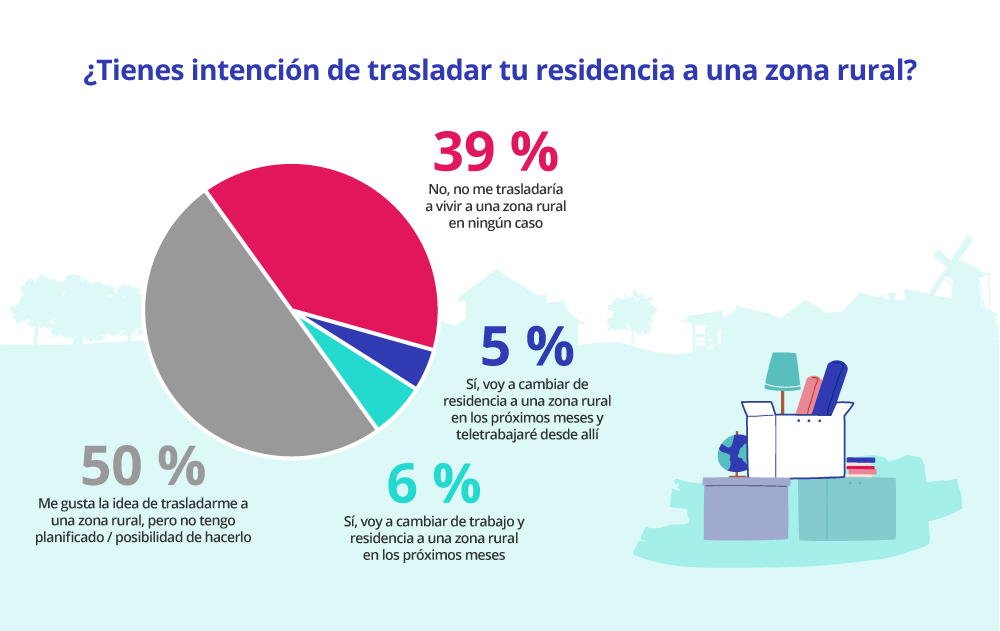 ¿Tienes intención de trasladar tu residencia a una zona rural?
39 %
No, no me trasladaría
a vivir a una zona rural
en ningún caso
5 %
Sí, voy a cambiar de
residencia a una zona rural
en los próximos meses y
teletrabajaré desde allí
50 %
Me gusta la idea de trasladarme a
una zona rural, pero no tengo
planificado / posibilidad de hacerlo
6 %
Sí, voy a cambiar de trabajo y
residencia a una zona rural
en los próximos meses